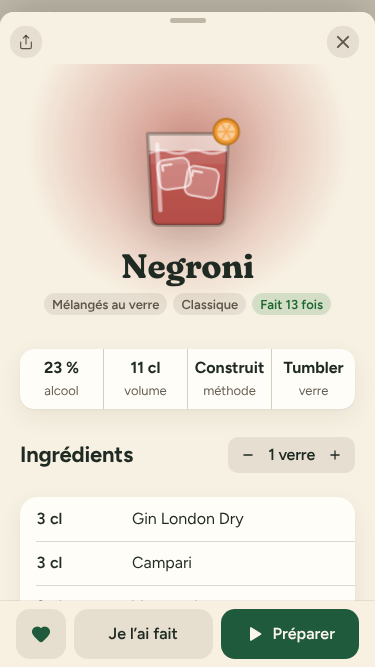 Negroni
Mélangés au verre Classique Fait 13 fois
23 % 11 cl Construit Tumbler
alcool volume méthode verre
Ingrédients − 1 verre +
3 cl Gin London Dry
3 cl Campari
Je l’ai fait Préparer